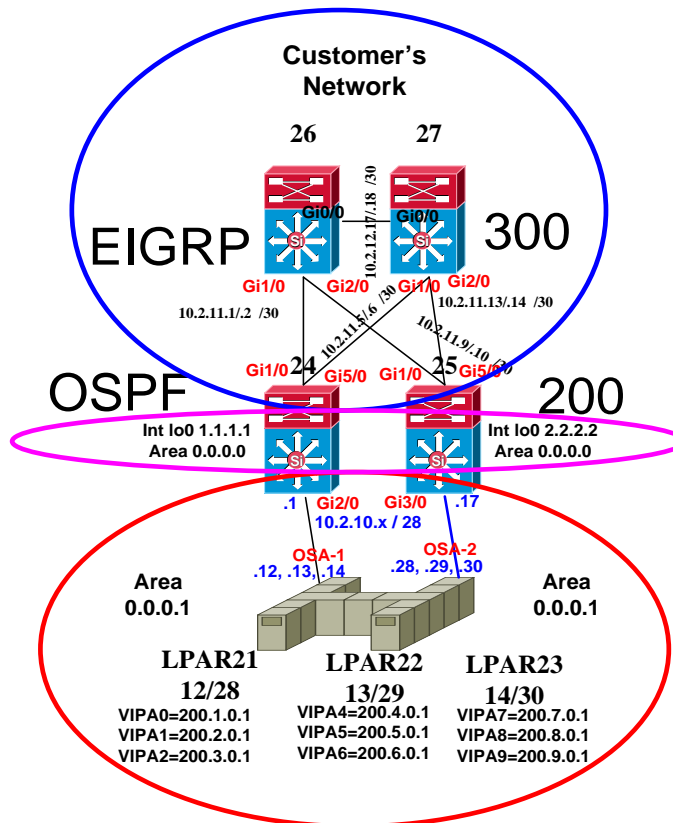 Customer's
Network
26
27
Gi0/0
Gi0/0
10.2.12.17/.18 /30
EIGRP
300
Gi1/0
Gi2/0
Gi1/0
Gi2/0
10.2.11.1/.2 /30
10.2.11.5/.6 /30
10.2.11.13/.14 /30
10.2.11.9/.10 /30
24
25
Gi1/0
Gi5/0
Gi1/0
Gi5/0
OSPF
200
Si
Si
Si
Si
Int lo0 1.1.1.1
Area 0.0.0.0
Int lo0 2.2.2.2
Area 0.0.0.0
.1
Gi2/0
Gi3/0
.17
10.2.10.x / 28
OSA-1
OSA-2
.12, .13, .14
.28, .29, .30
Area
0.0.0.1
Area
0.0.0.1
LPAR21
12/28
VIPA0=200.1.0.1
VIPA1=200.2.0.1
VIPA2=200.3.0.1
LPAR22
13/29
VIPA4=200.4.0.1
VIPA5=200.5.0.1
VIPA6=200.6.0.1
LPAR23
14/30
VIPA7=200.7.0.1
VIPA8=200.8.0.1
VIPA9=200.9.0.1